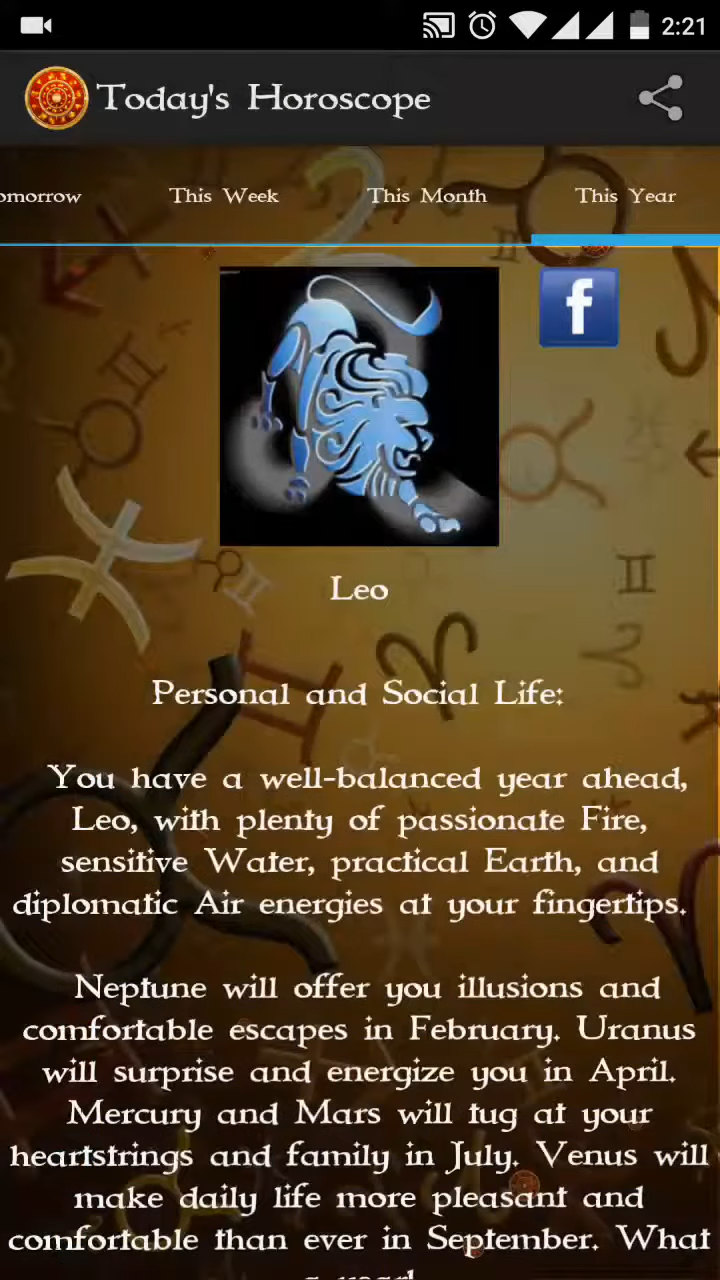 2:21
Today's Horoscope
omorrow
This Week
This Month
This Year
f
Leo
Personal and Social Life:
You have a well-balanced year ahead,
Leo, with plenty of passionate Fire,
sensitive Water, practical Earth, and
diplomatic Air energies at your fingertips.
Neptune will offer you illusions and
comfortable escapes in February. Uranus
will surprise and energize you in April.
Mercury and Mars will tug at your
heartstrings and family in July. Venus will
make daily life more pleasant and
comfortable than ever in September. What
a year!